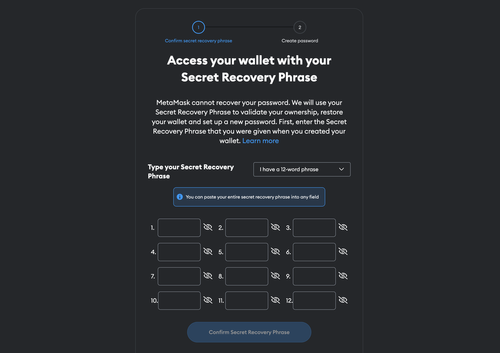 1
2
Confirm secret recovery phrase
Create password
Access your wallet with your
Secret Recovery Phrase
MetaMask cannot recover your password. We will use your
Secret Recovery Phrase to validate your ownership, restore
your wallet and set up a new password. First, enter the Secret
Recovery Phrase that you were given when you created your
wallet. Learn more
Type your Secret Recovery
Phrase
I have a 12-word phrase
You can paste your entire secret recovery phrase into any field
1.
2.
3.
4.
5.
6.
7.
8.
9.
10.
11.
12.
Confirm Secret Recovery Phrase